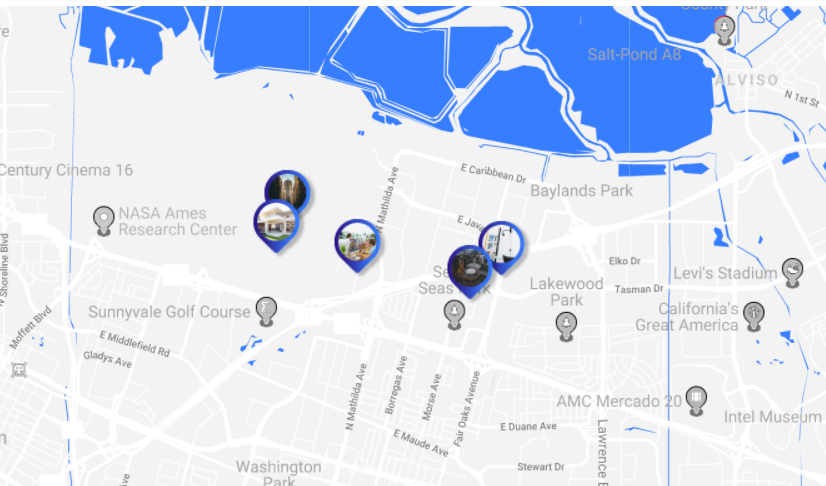 County Park
Salt-Pond A8
ALVISO
N 1st St
Century Cinema 16
E Caribbean Dr
Baylands Park
N Mathilda Ave
NASA Ames
Research Center
E Java
N Shoreline Blvd
Elko Dr
Levi's Stadium
Se
Seas Park
Lakewood
Park
Tasman Dr
Sunnyvale Golf Course
California's
Great America
Moffett Blvd
E Middlefield Rd
Gladys Ave
N Mathilda Ave
Borregas Ave
Morse Ave
Fair Oaks Avenue
AMC Mercado 20
Intel Museum
E Duane Ave
Lawrence E
E Maude Ave
Washington
Park
Stewart Dr